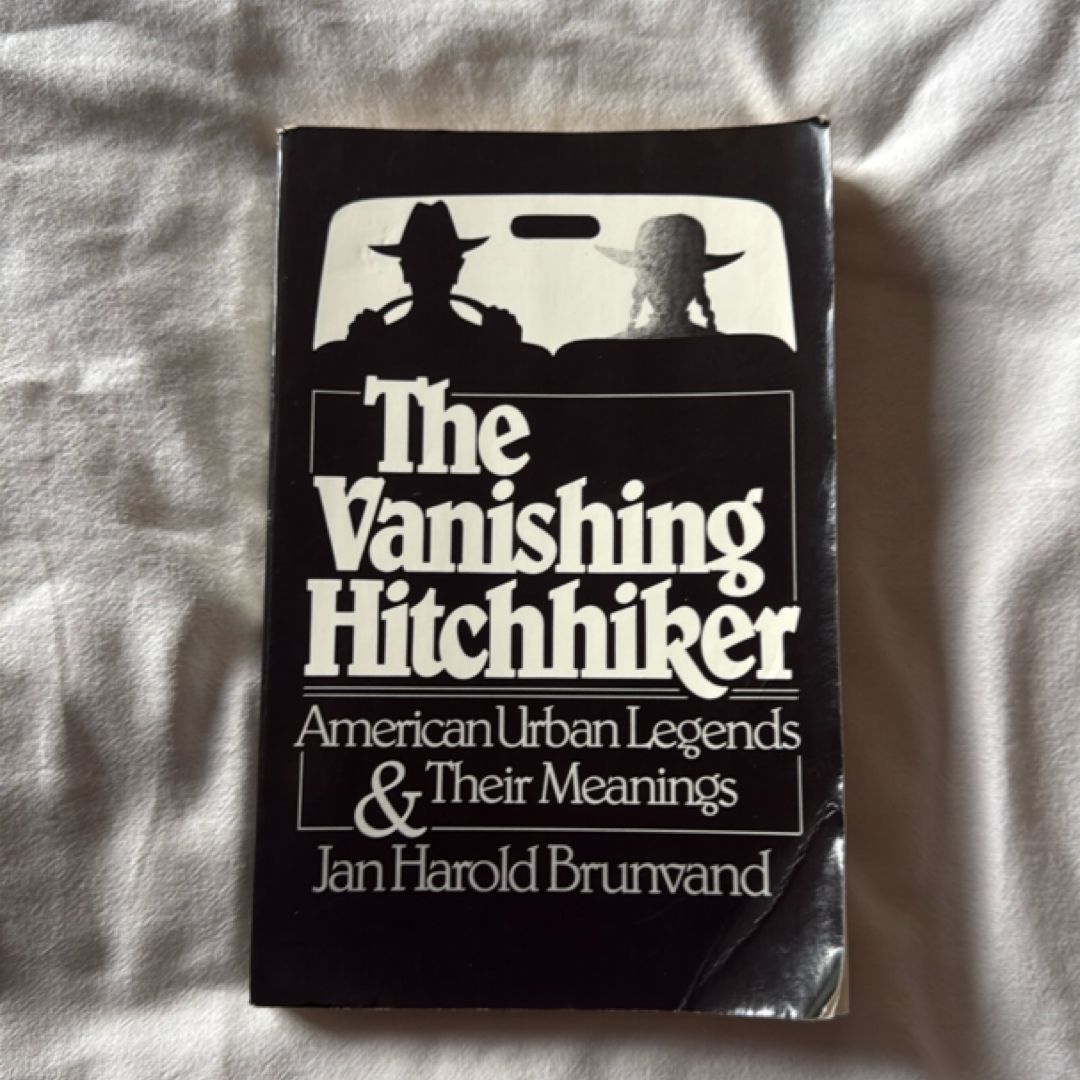 The
Vanishing
Hitchhiker
American Urban Legends
& Their Meanings
Jan Harold Brunvand